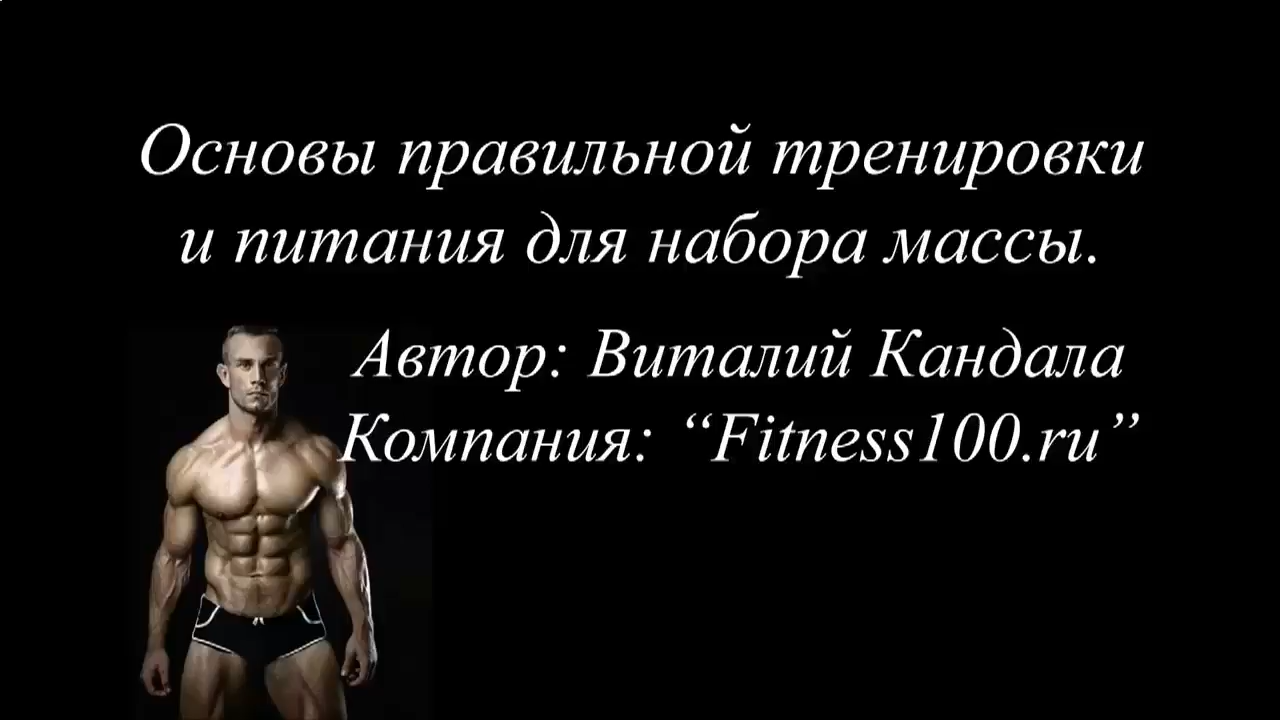 Основы правильной тренировки
и питания для набора массы.
Автор: Виталий Кандала
Компания: “Fitness100.ru”